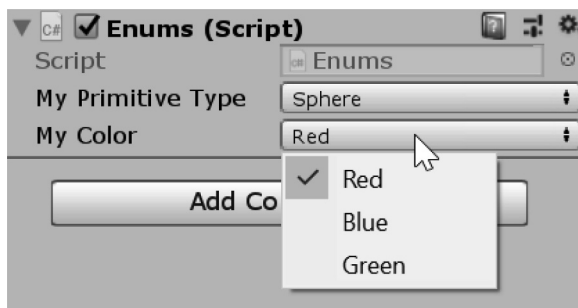 C# Enums (Script)
Script Enums
My Primitive Type Sphere
My Color Red
Red
Add Co
Blue
Green